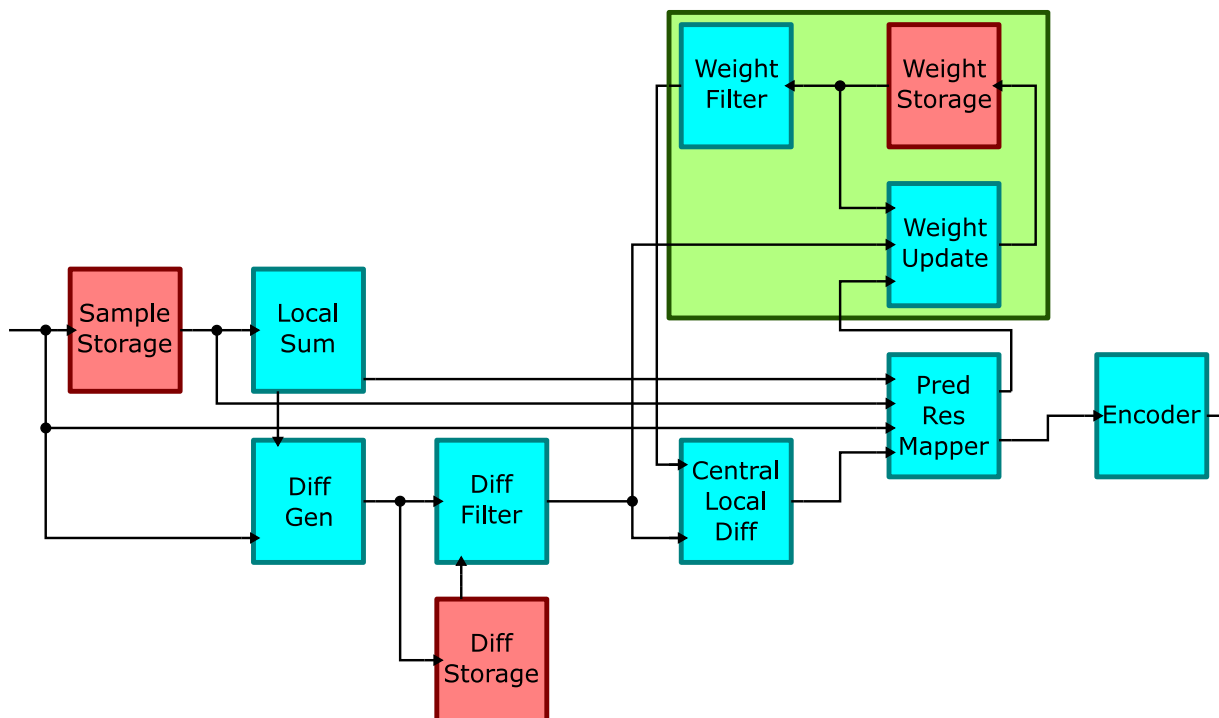 Weight
Filter
Weight
Storage
Weight
Update
Sample
Storage
Local
Sum
Pred
Res
Mapper
Encoder
Diff
Gen
Diff
Filter
Central
Local
Diff
Diff
Storage